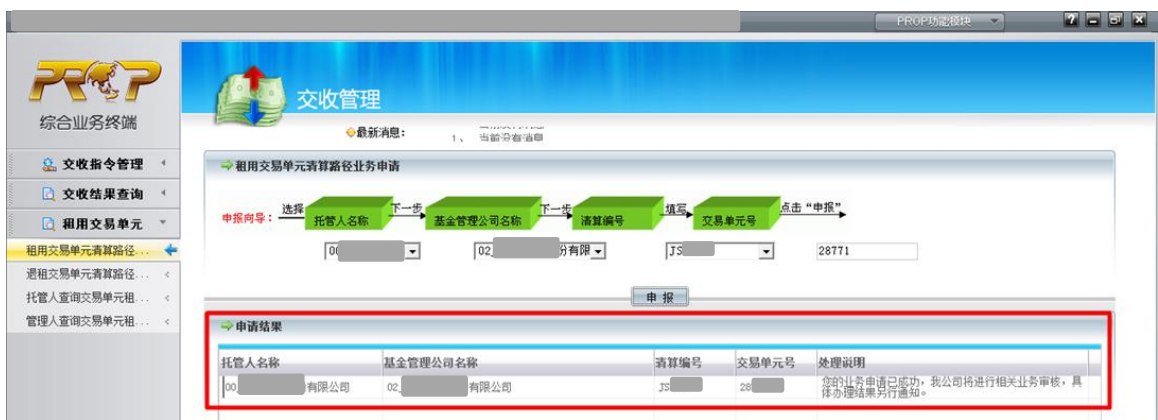 PROP功能模块
PROP
综合业务终端
交收管理
最新消息:
1、 当前没有消息
交收指令管理
交收结果查询
租用交易单元
租用交易单元清算路径...
退租交易单元清算路径...
托管人查询交易单元租...
管理人查询交易单元租...
租用交易单元清算路径业务申请
申报向导: 选择 托管人名称 下一步 基金管理公司名称 下一步 清算编号 填写 交易单元号 点击“申报”
00 02_ 份有限 JS 28771
申 报
申请结果
托管人名称 基金管理公司名称 清算编号 交易单元号 处理说明
00_ 有限公司 02_ 有限公司 JS 28 您的业务申请已成功,我公司将进行相关业务审核,具
体办理结果另行通知。